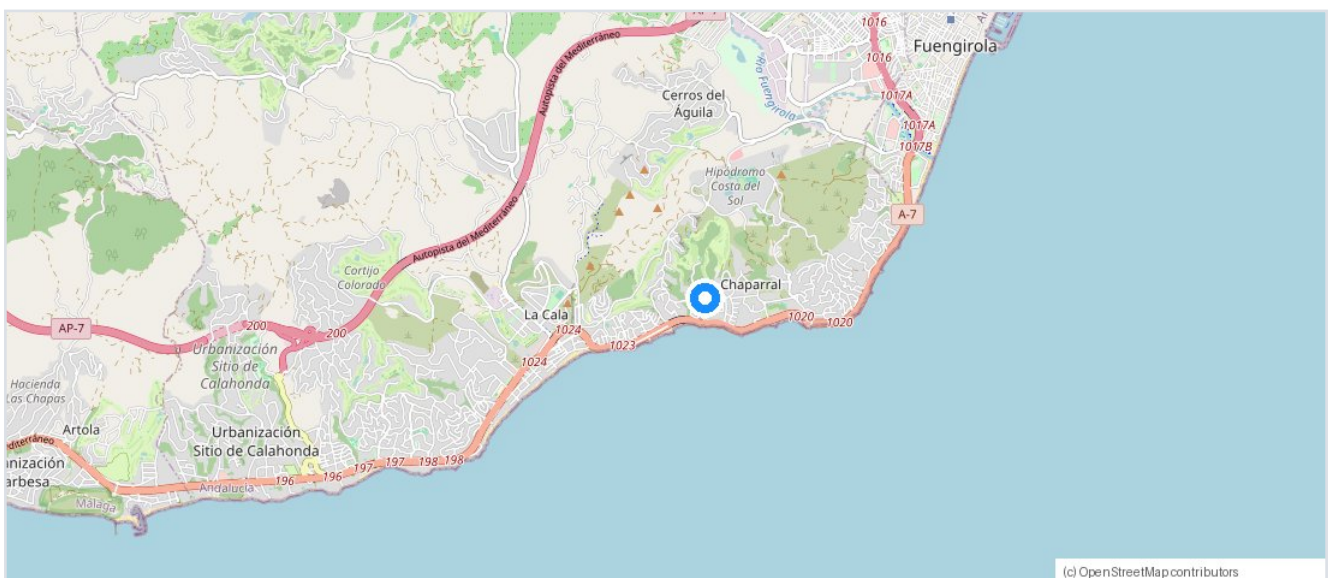 1016
Fuengirola
1016
Autopista del Mediterráneo
Río Fuengirola
Cerros del
Águila
1017A
1017A
1017B
Hipódromo
Costa del
Sol
A-7
Autopista del Mediterráneo
Cortijo
Colorado
Chaparral
La Cala
1020
1020
1024
1023
AP-7
200
200
Urbanización
Sitio de
Calahonda
1024
Hacienda
Las Chapas
Artola
Urbanización
Sitio de Calahonda
diterráneo
nización
arbesa
196
196
197
197
198
198
Andalucía
Málaga
(c) OpenStreetMap contributors